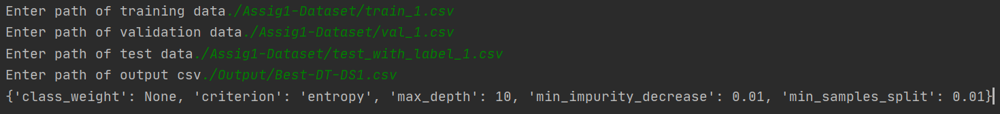 Enter path of training data./Assig1-Dataset/train_1.csv
Enter path of validation data./Assig1-Dataset/val_1.csv
Enter path of test data./Assig1-Dataset/test_with_label_1.csv
Enter path of output csv./Output/Best-DT-DS1.csv
{'class_weight': None, 'criterion': 'entropy', 'max_depth': 10, 'min_impurity_decrease': 0.01, 'min_samples_split': 0.01}